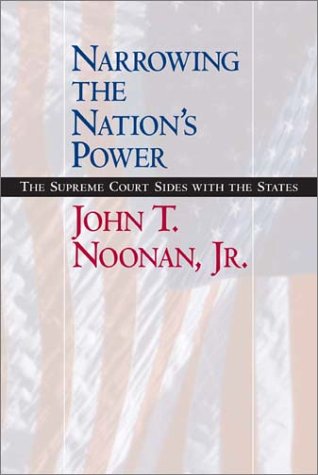 NARROWING
THE
NATION'S
POWER
THE SUPREME COURT SIDES WITH THE STATES
JOHN T.
NOONAN, JR.